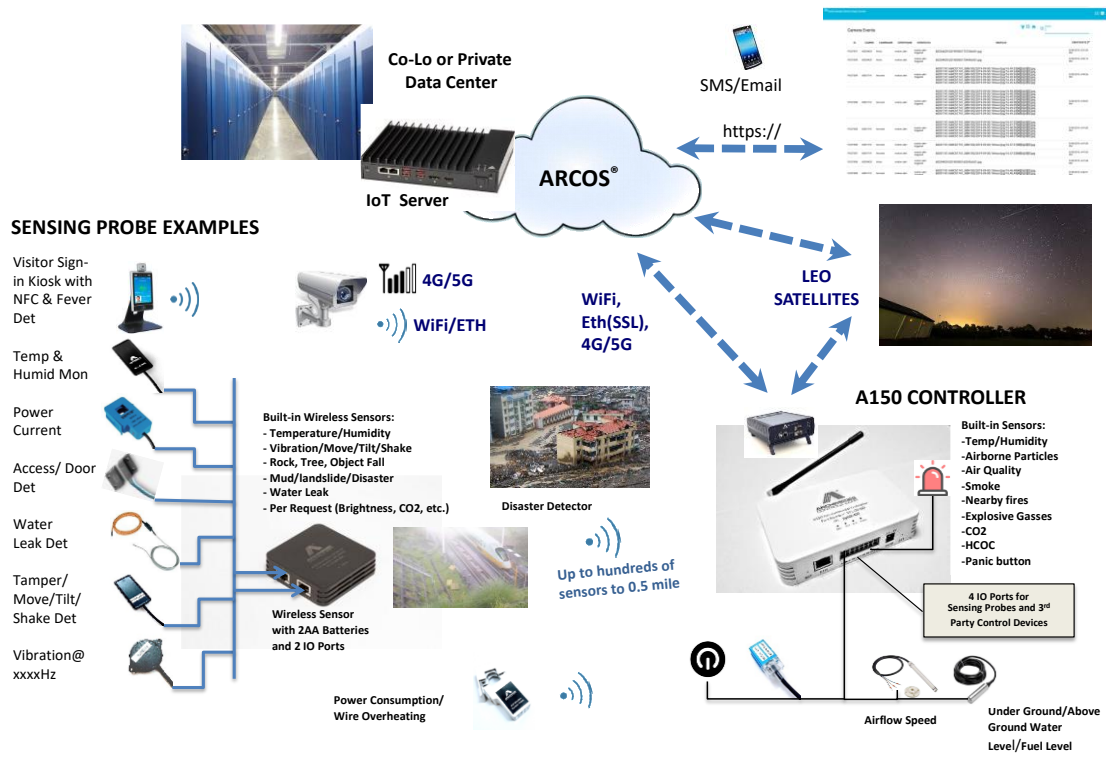 Co-Lo or Private
Data Center
IoT Server
ARCOS®
SMS/Email
https://
Camera Events
SENSING PROBE EXAMPLES
Visitor Sign-
in Kiosk with
NFC & Fever
Det
4G/5G
WiFi/ETH
WiFi,
Eth(SSL),
4G/5G
LEO
SATELLITES
Temp &
Humid Mon
Power
Current
Access/ Door
Det
Water
Leak Det
Tamper/
Move/Tilt/
Shake Det
Vibration@
xxxxHz
Built-in Wireless Sensors:
- Temperature/Humidity
- Vibration/Move/Tilt/Shake
- Rock, Tree, Object Fall
- Mud/landslide/Disaster
- Water Leak
- Per Request (Brightness, CO2, etc.)
Wireless Sensor
with 2AA Batteries
and 2 IO Ports
Disaster Detector
Up to hundreds of
sensors to 0.5 mile
Power Consumption/
Wire Overheating
A150 CONTROLLER
Built-in Sensors:
-Temp/Humidity
-Airborne Particles
-Air Quality
-Smoke
-Nearby fires
-Explosive Gasses
-CO2
-HCOC
-Panic button
4 IO Ports for
Sensing Probes and 3rd
Party Control Devices
Airflow Speed
Under Ground/Above
Ground Water
Level/Fuel Level